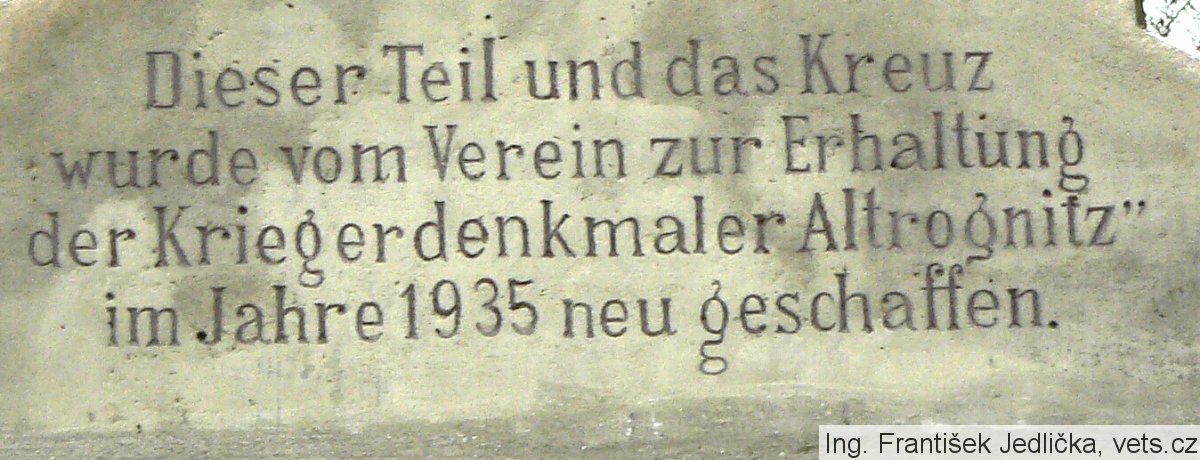 Dieser Teil und das Kreuz
wurde vom Verein zur Erhaltung
der Kriegerdenkmaler Altrognitz”
im Jahre 1935 neu geschaffen.
Ing. František Jedlička, vets.cz